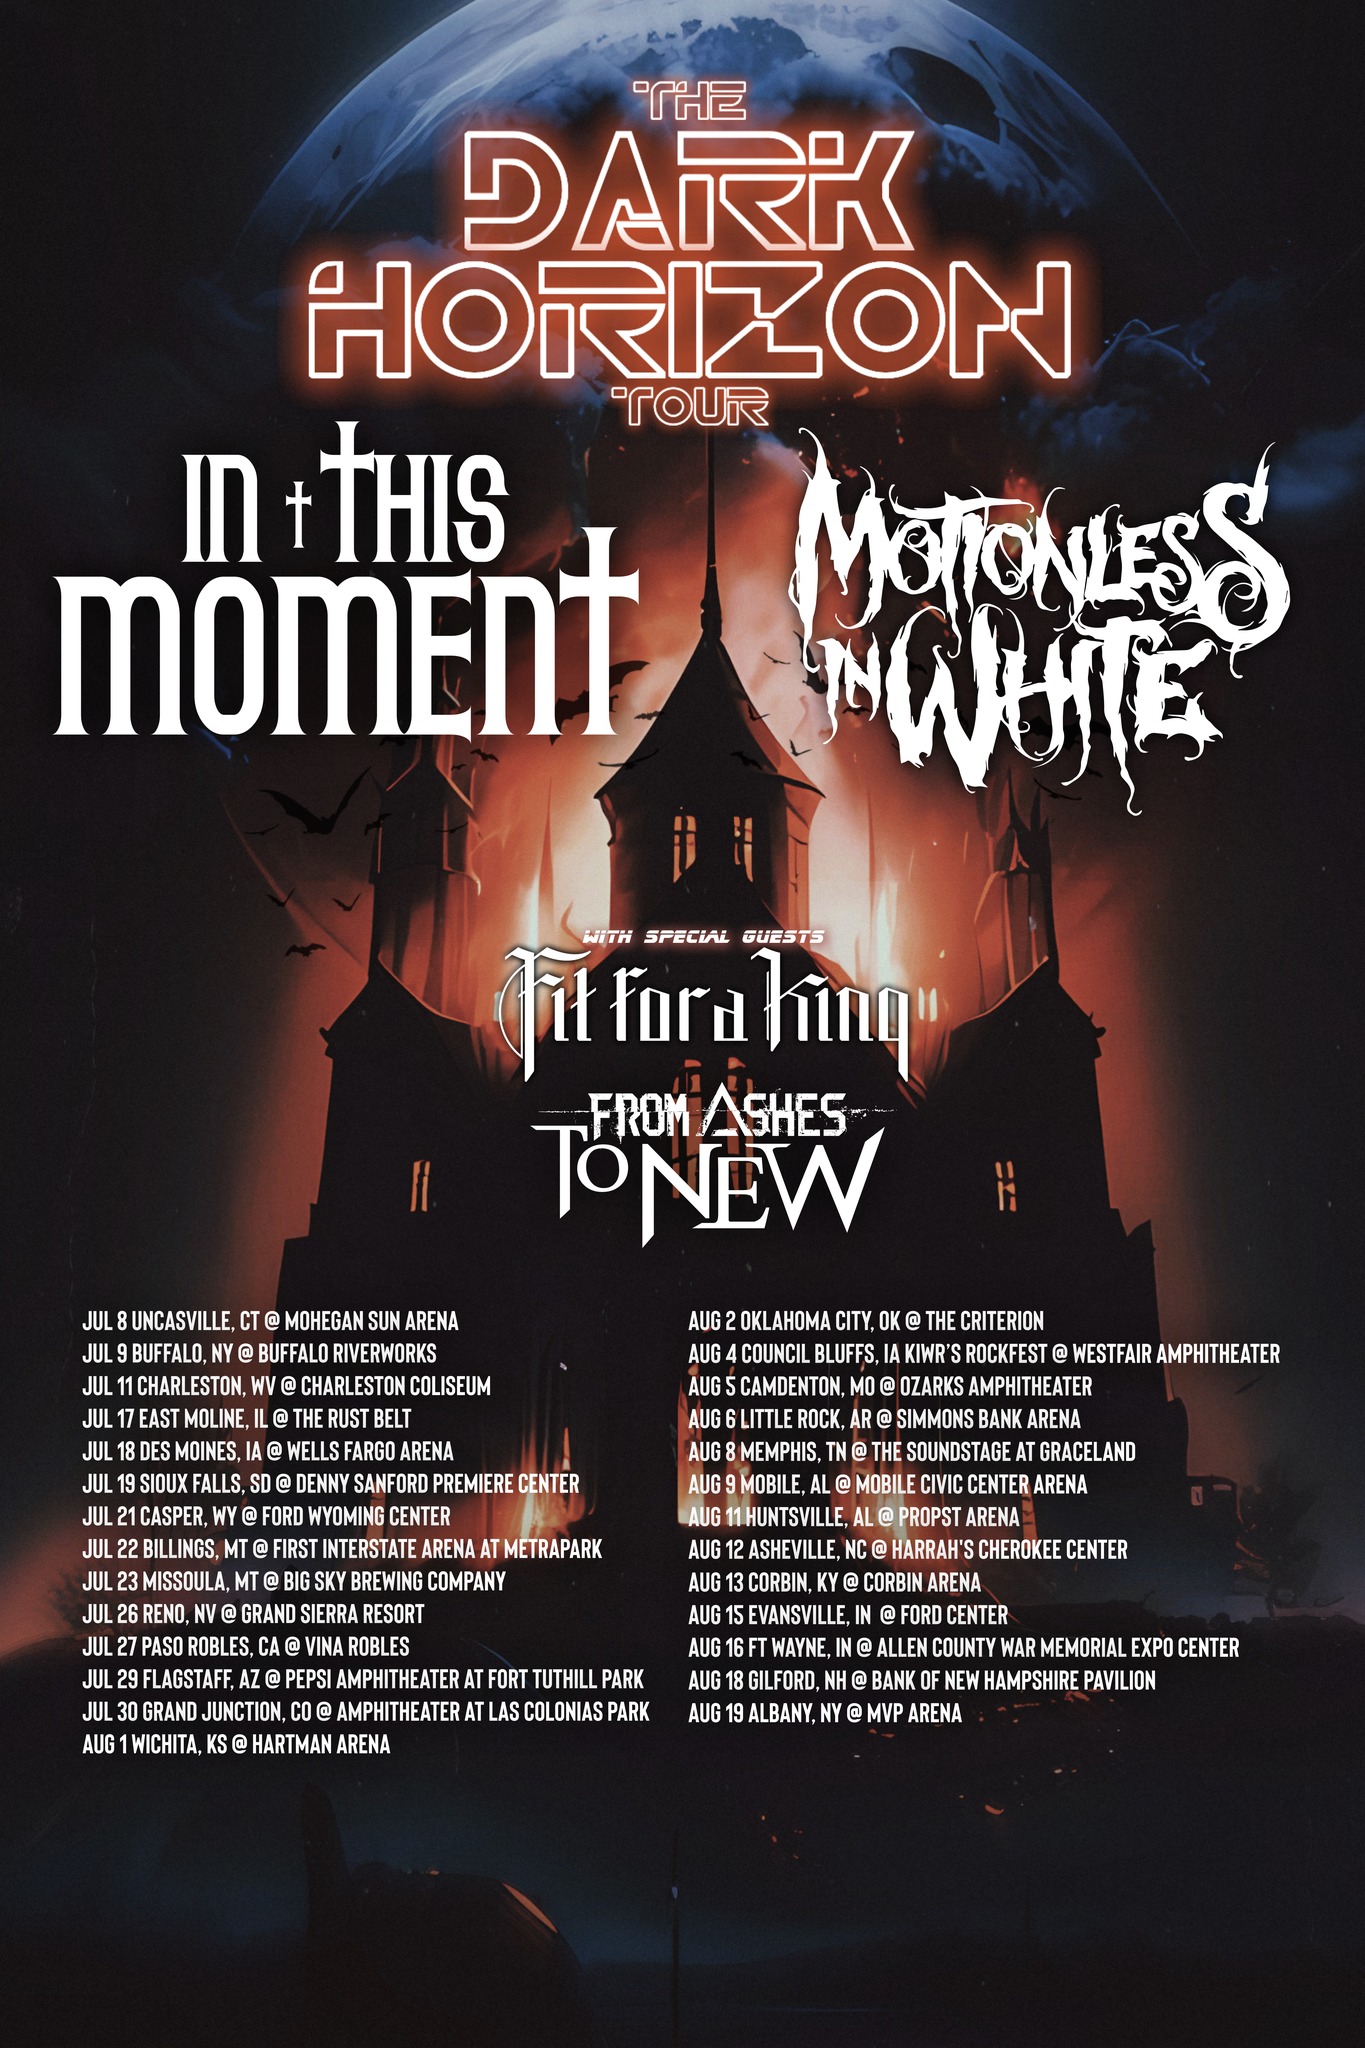 THE
DARK
HORIZON
TOUR
IN THIS
MOMENT
MOTIONLESS
IN WHITE
WITH SPECIAL GUESTS
Fit for a King
FROM ASHES
TO NEW
JUL 8 UNCASVILLE, CT @ MOHEGAN SUN ARENA
JUL 9 BUFFALO, NY @ BUFFALO RIVERWORKS
JUL 11 CHARLESTON, WV @ CHARLESTON COLISEUM
JUL 17 EAST MOLINE, IL @ THE RUST BELT
JUL 18 DES MOINES, IA @ WELLS FARGO ARENA
JUL 19 SIOUX FALLS, SD @ DENNY SANFORD PREMIERE CENTER
JUL 21 CASPER, WY @ FORD WYOMING CENTER
JUL 22 BILLINGS, MT @ FIRST INTERSTATE ARENA AT METRAPARK
JUL 23 MISSOULA, MT @ BIG SKY BREWING COMPANY
JUL 26 RENO, NV @ GRAND SIERRA RESORT
JUL 27 PASO ROBLES, CA @ VINA ROBLES
JUL 29 FLAGSTAFF, AZ @ PEPSI AMPHITHEATER AT FORT TUTHILL PARK
JUL 30 GRAND JUNCTION, CO @ AMPHITHEATER AT LAS COLONIAS PARK
AUG 1 WICHITA, KS @ HARTMAN ARENA
AUG 2 OKLAHOMA CITY, OK @ THE CRITERION
AUG 4 COUNCIL BLUFFS, IA KIWR'S ROCKFEST @ WESTFAIR AMPHITHEATER
AUG 5 CAMDENTON, MO @ OZARKS AMPHITHEATER
AUG 6 LITTLE ROCK, AR @ SIMMONS BANK ARENA
AUG 8 MEMPHIS, TN @ THE SOUNDSTAGE AT GRACELAND
AUG 9 MOBILE, AL @ MOBILE CIVIC CENTER ARENA
AUG 11 HUNTSVILLE, AL @ PROPST ARENA
AUG 12 ASHEVILLE, NC @ HARRAH'S CHEROKEE CENTER
AUG 13 CORBIN, KY @ CORBIN ARENA
AUG 15 EVANSVILLE, IN @ FORD CENTER
AUG 16 FT WAYNE, IN @ ALLEN COUNTY WAR MEMORIAL EXPO CENTER
AUG 18 GILFORD, NH @ BANK OF NEW HAMPSHIRE PAVILION
AUG 19 ALBANY, NY @ MVP ARENA